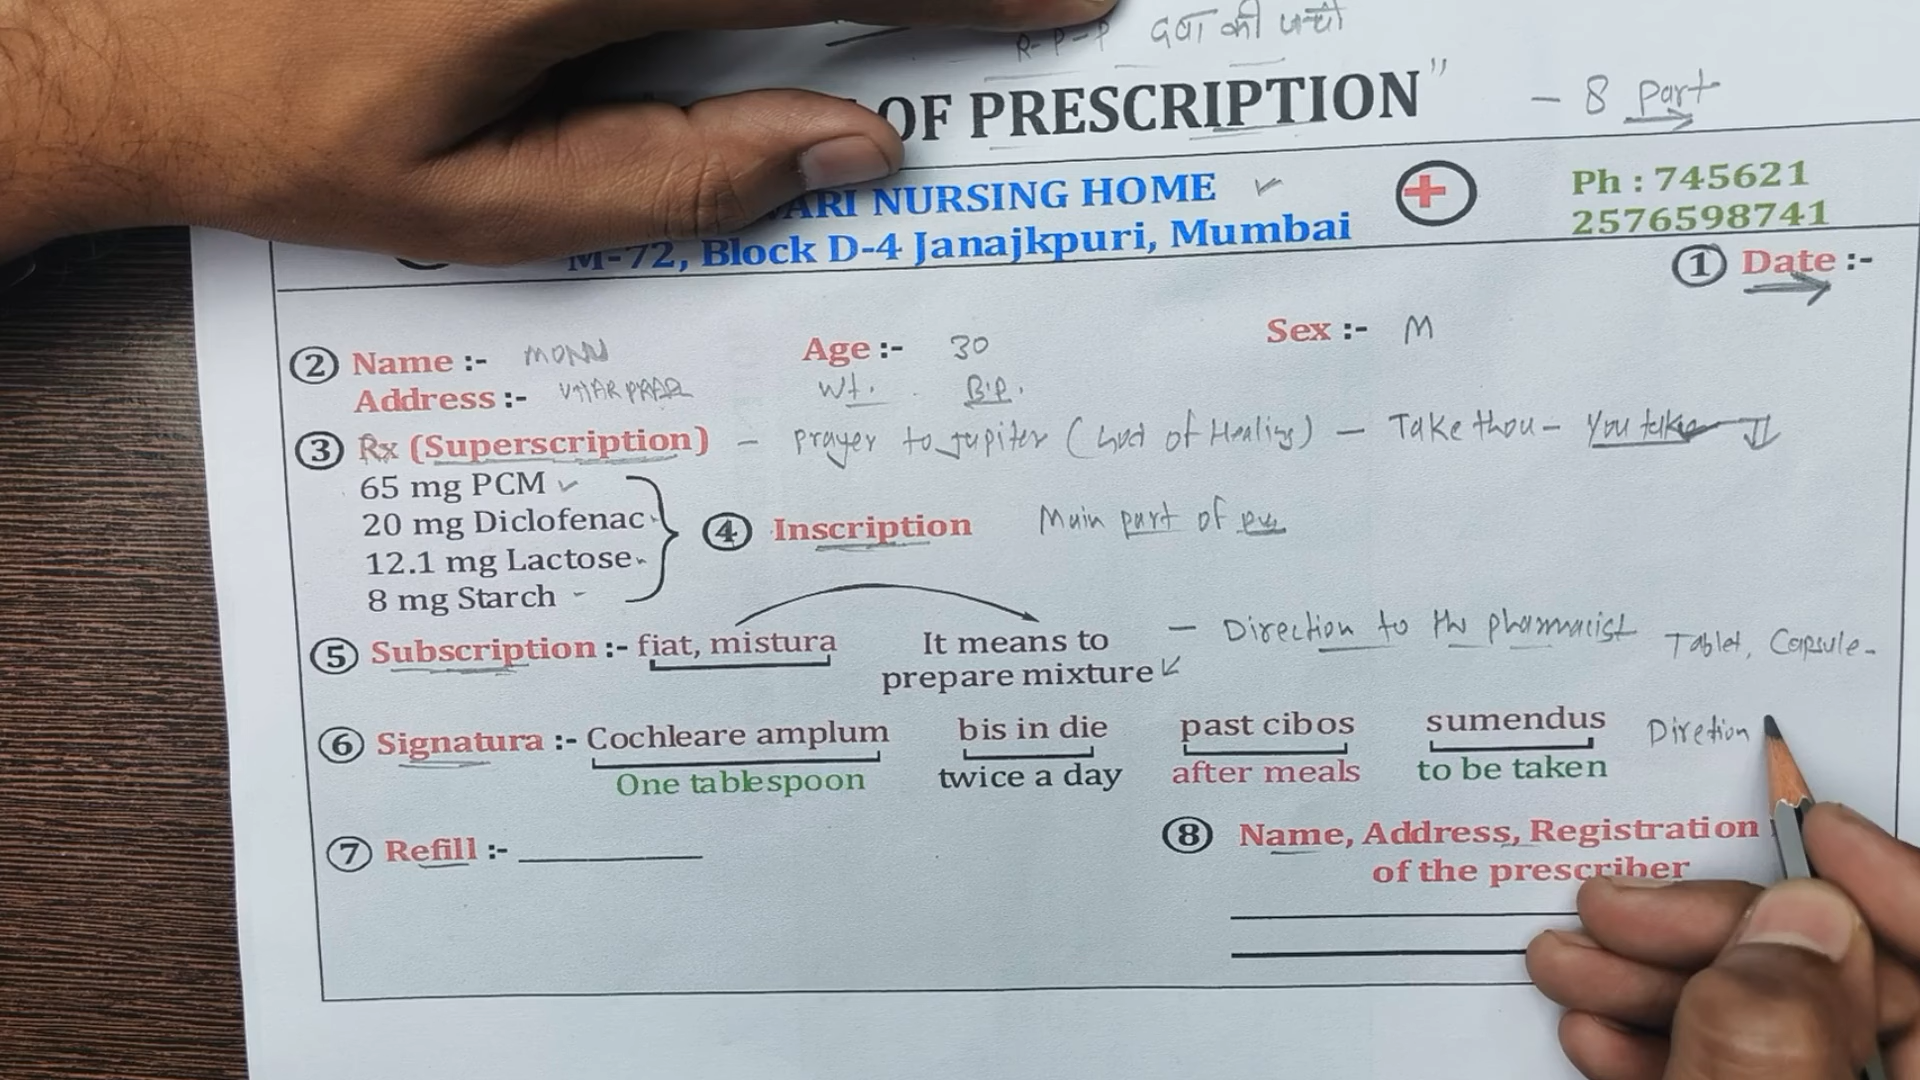 R-P-P दवा की पर्ची
OF PRESCRIPTION" - 8 Part
ARI NURSING HOME
Ph : 745621
2576598741
M-72, Block D-4 Janajkpuri, Mumbai
① Date :-
② Name :- MONU Age :- 30 Sex :- M
Address :- Wt. B.P.
③ Rx (Superscription) - Prayer to Jupiter (God of Healing) - Take thou - You take
65 mg PCM
20 mg Diclofenac
12.1 mg Lactose
8 mg Starch
④ Inscription Main part of
⑤ Subscription :- fiat, mistura It means to
prepare mixture
- Direction to the pharmacist Tablet, Capsule-
⑥ Signatura :- Cochleare amplum bis in die past cibos sumendus Diretion
One tablespoon twice a day after meals to be taken
⑦ Refill :-
⑧ Name, Address, Registration
of the prescriber